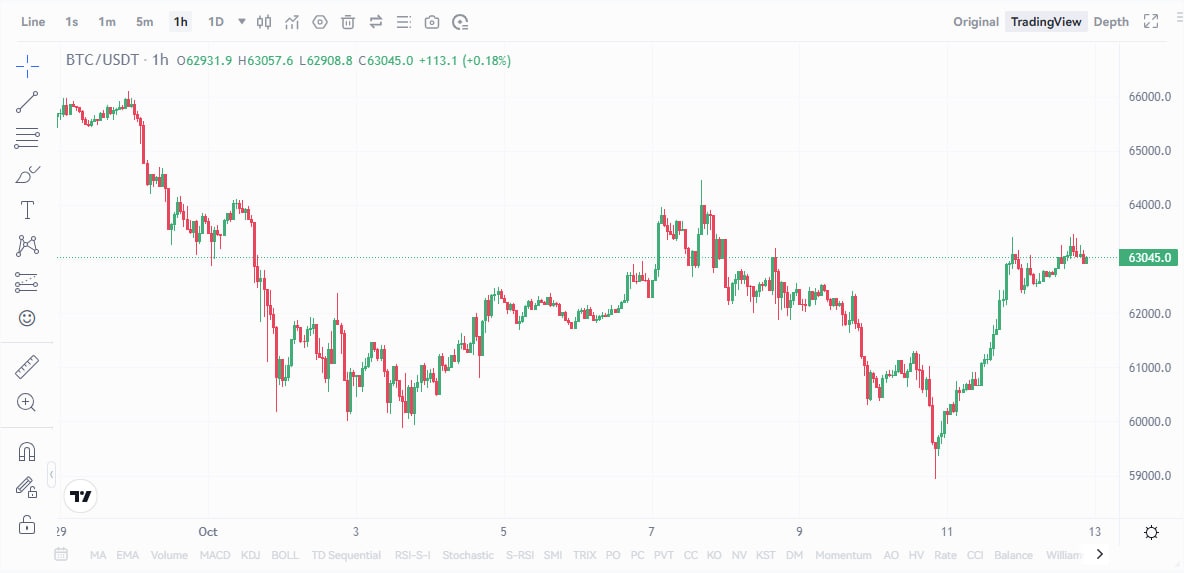 Line 1s 1m 5m 1h 1D Original TradingView Depth
BTC/USDT · 1h O62931.9 H63057.6 L62908.8 C63045.0 +113.1 (+0.18%)
66000.0
65000.0
64000.0
63045.0
62000.0
61000.0
60000.0
59000.0
29 Oct 3 5 7 9 11 13
MA EMA Volume MACD KDJ BOLL TD Sequential RSI-S-I Stochastic S-RSI SMI TRIX PO PC PVT CC KO NV KST DM Momentum AO HV Rate CCI Balance William